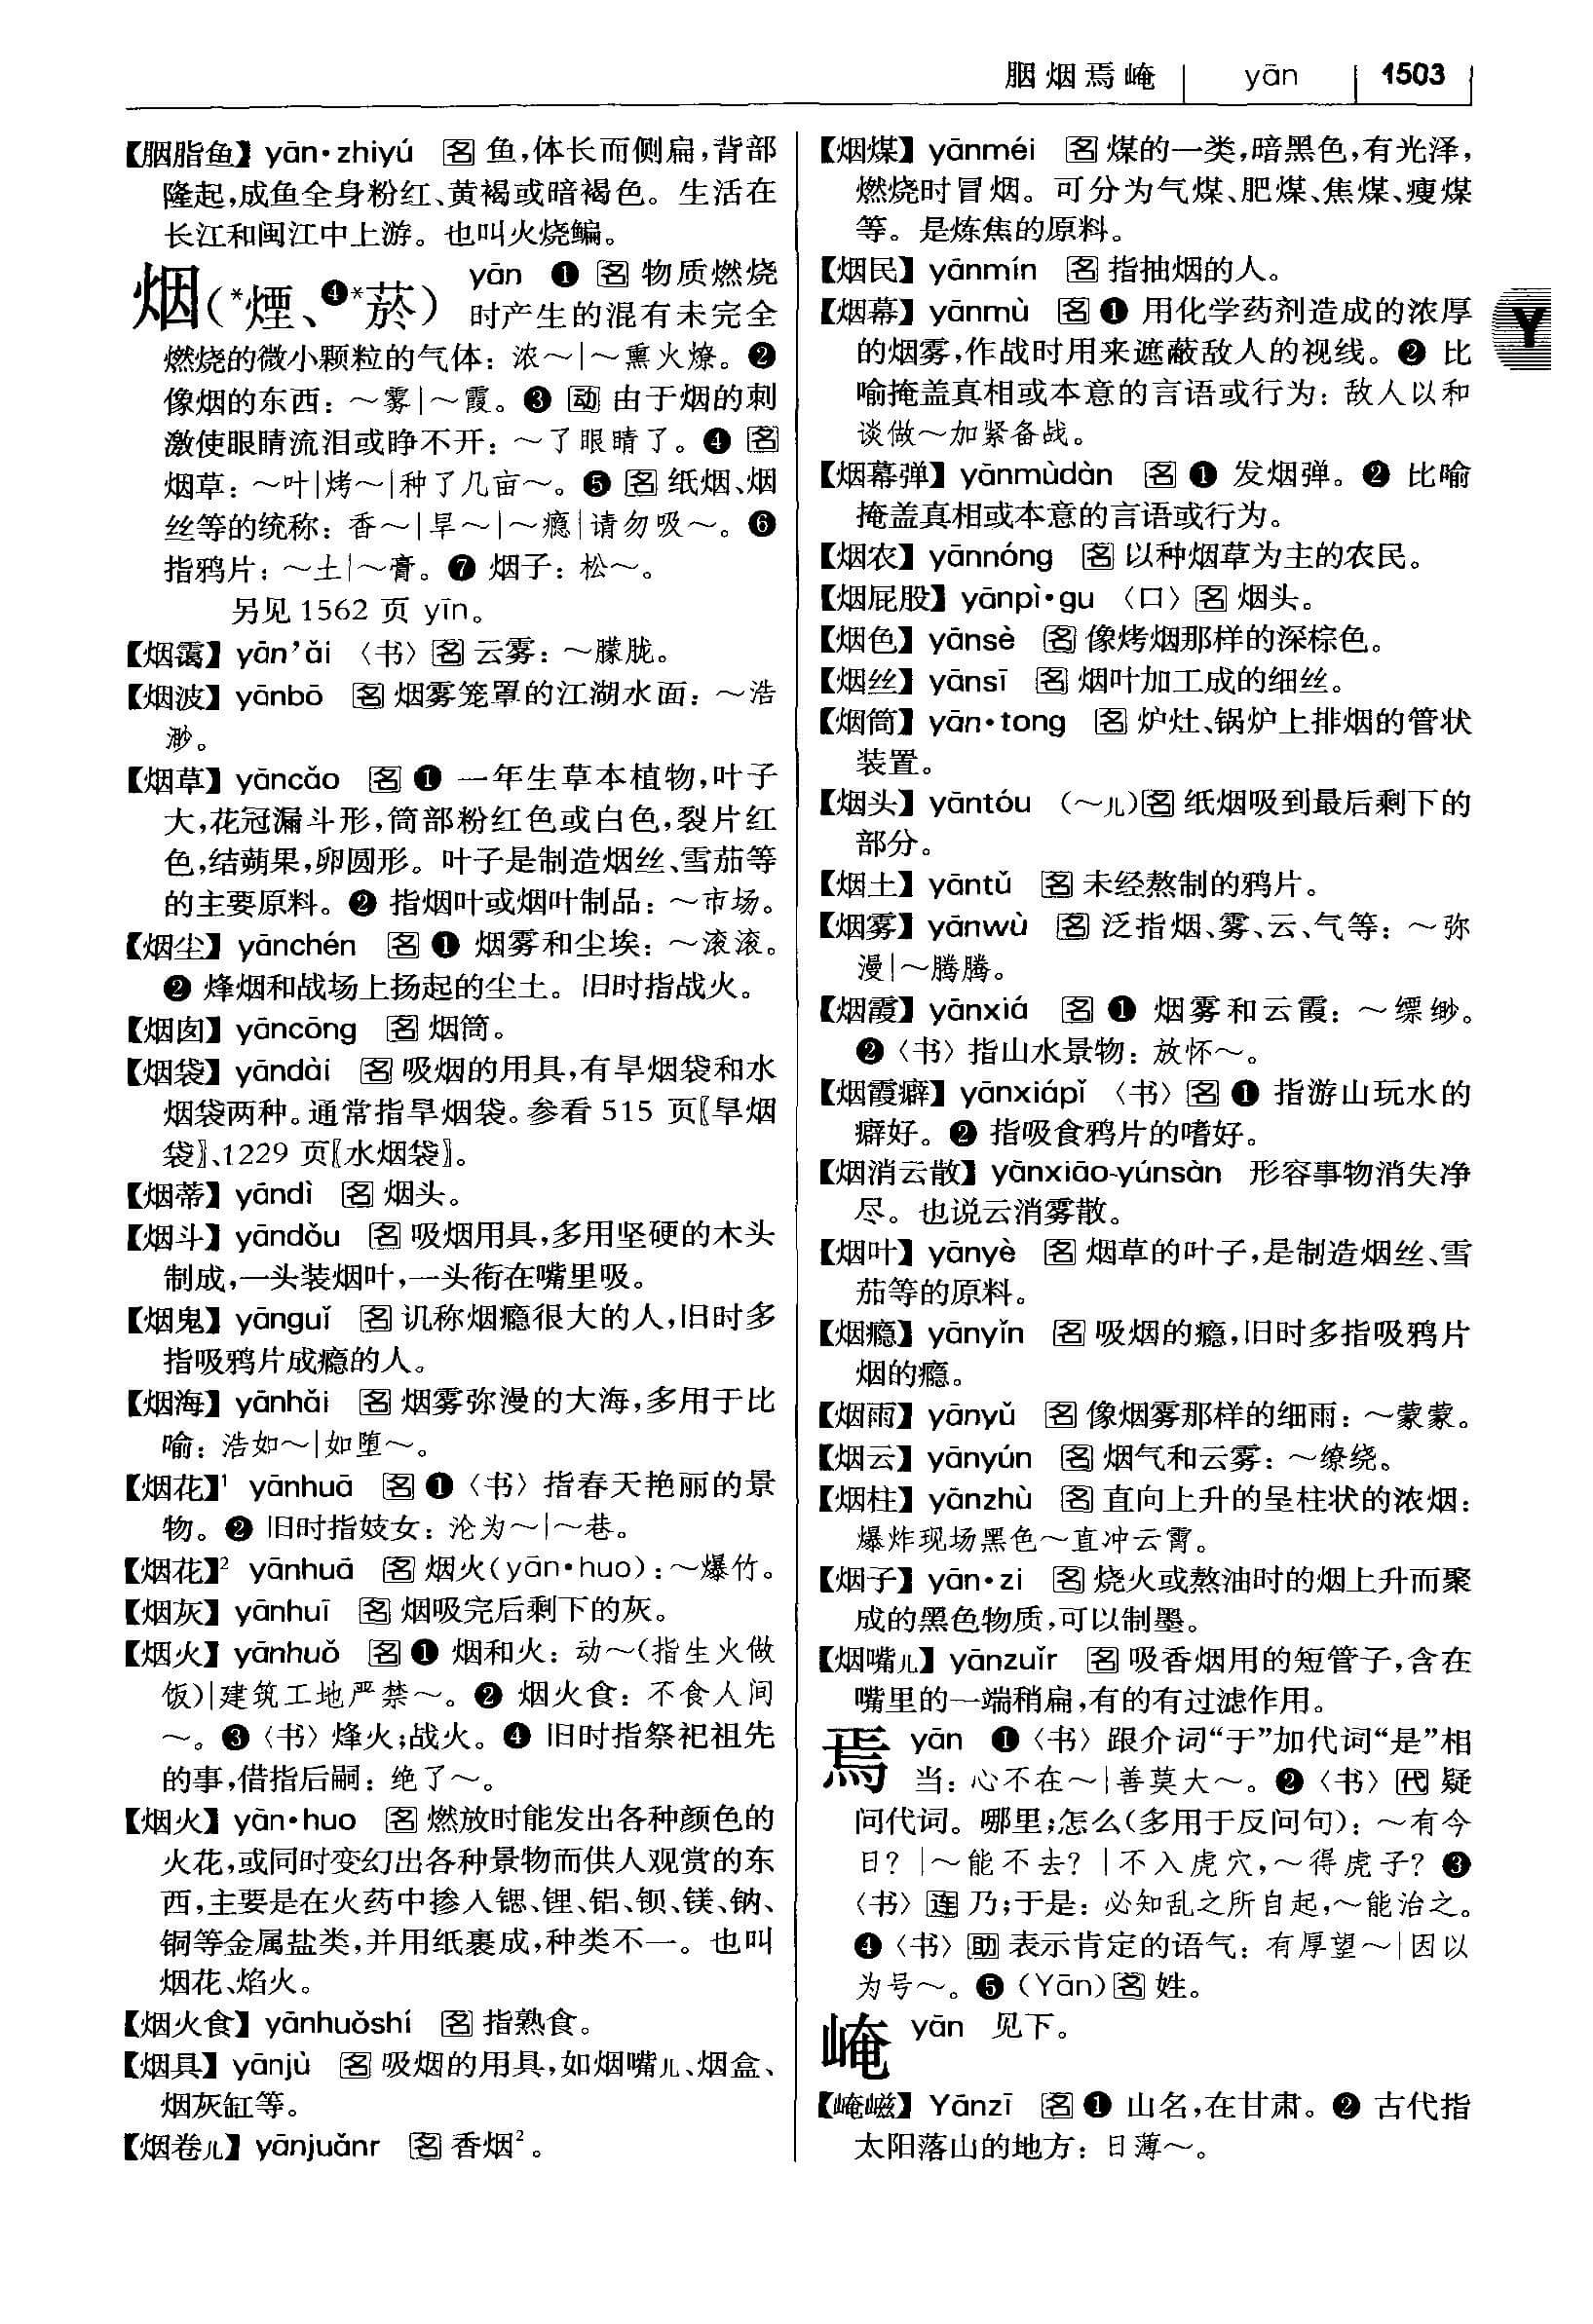 胭烟焉崦 yān 1503
【胭脂鱼】yān•zhiyú 名 鱼,体长而侧扁,背部
隆起,成鱼全身粉红、黄褐或暗褐色。生活在
长江和闽江中上游。也叫火烧鳊。
烟(*煙、❹*菸) yān ❶ 名 物质燃烧
时产生的混有未完全
燃烧的微小颗粒的气体:浓～|～熏火燎。❷
像烟的东西:～雾|～霞。❸ 动 由于烟的刺
激使眼睛流泪或睁不开:～了眼睛了。❹ 名
烟草:～叶|烤～|种了几亩～。❺ 名 纸烟、烟
丝等的统称:香～|旱～|～瘾|请勿吸～。❻
指鸦片:～土|～膏。❼ 烟子:松～。
另见1562页 yīn。
【烟霭】yān’ǎi 〈书〉名 云雾:～朦胧。
【烟波】yānbō 名 烟雾笼罩的江湖水面:～浩
渺。
【烟草】yāncǎo 名 ❶ 一年生草本植物,叶子
大,花冠漏斗形,筒部粉红色或白色,裂片红
色,结蒴果,卵圆形。叶子是制造烟丝、雪茄等
的主要原料。❷ 指烟叶或烟叶制品:～市场。
【烟尘】yānchén 名 ❶ 烟雾和尘埃:～滚滚。
❷ 烽烟和战场上扬起的尘土。旧时指战火。
【烟囱】yāncōng 名 烟筒。
【烟袋】yāndài 名 吸烟的用具,有旱烟袋和水
烟袋两种。通常指旱烟袋。参看515页〖旱烟
袋〗、1229页〖水烟袋〗。
【烟蒂】yāndì 名 烟头。
【烟斗】yāndǒu 名 吸烟用具,多用坚硬的木头
制成,一头装烟叶,一头衔在嘴里吸。
【烟鬼】yānguǐ 名 讥称烟瘾很大的人,旧时多
指吸鸦片成瘾的人。
【烟海】yānhǎi 名 烟雾弥漫的大海,多用于比
喻:浩如～|如堕～。
【烟花】¹ yānhuā 名 ❶〈书〉指春天艳丽的景
物。❷ 旧时指妓女:沦为～|～巷。
【烟花】² yānhuā 名 烟火(yān•huo):～爆竹。
【烟灰】yānhuī 名 烟吸完后剩下的灰。
【烟火】yānhuǒ 名 ❶ 烟和火:动～(指生火做
饭)|建筑工地严禁～。❷ 烟火食:不食人间
～。❸〈书〉烽火;战火。❹ 旧时指祭祀祖先
的事,借指后嗣:绝了～。
【烟火】yān•huo 名 燃放时能发出各种颜色的
火花,或同时变幻出各种景物而供人观赏的东
西,主要是在火药中掺入锶、锂、铝、钡、镁、钠、
铜等金属盐类,并用纸裹成,种类不一。也叫
烟花、焰火。
【烟火食】yānhuǒshí 名 指熟食。
【烟具】yānjù 名 吸烟的用具,如烟嘴儿、烟盒、
烟灰缸等。
【烟卷儿】yānjuǎnr 名 香烟²。
【烟煤】yānméi 名 煤的一类,暗黑色,有光泽,
燃烧时冒烟。可分为气煤、肥煤、焦煤、瘦煤
等。是炼焦的原料。
【烟民】yānmín 名 指抽烟的人。
【烟幕】yānmù 名 ❶ 用化学药剂造成的浓厚
的烟雾,作战时用来遮蔽敌人的视线。❷ 比
喻掩盖真相或本意的言语或行为:敌人以和
谈做～加紧备战。
【烟幕弹】yānmùdàn 名 ❶ 发烟弹。❷ 比喻
掩盖真相或本意的言语或行为。
【烟农】yānnóng 名 以种烟草为主的农民。
【烟屁股】yānpì•gu 〈口〉名 烟头。
【烟色】yānsè 名 像烤烟那样的深棕色。
【烟丝】yānsī 名 烟叶加工成的细丝。
【烟筒】yān•tong 名 炉灶、锅炉上排烟的管状
装置。
【烟头】yāntóu (～儿)名 纸烟吸到最后剩下的
部分。
【烟土】yāntǔ 名 未经熬制的鸦片。
【烟雾】yānwù 名 泛指烟、雾、云、气等:～弥
漫|～腾腾。
【烟霞】yānxiá 名 ❶ 烟雾和云霞:～缥缈。
❷〈书〉指山水景物:放怀～。
【烟霞癖】yānxiápǐ 〈书〉名 ❶ 指游山玩水的
癖好。❷ 指吸食鸦片的嗜好。
【烟消云散】yānxiāo-yúnsàn 形容事物消失净
尽。也说云消雾散。
【烟叶】yānyè 名 烟草的叶子,是制造烟丝、雪
茄等的原料。
【烟瘾】yānyǐn 名 吸烟的瘾,旧时多指吸鸦片
烟的瘾。
【烟雨】yānyǔ 名 像烟雾那样的细雨:～蒙蒙。
【烟云】yānyún 名 烟气和云雾:～缭绕。
【烟柱】yānzhù 名 直向上升的呈柱状的浓烟:
爆炸现场黑色～直冲云霄。
【烟子】yān•zi 名 烧火或熬油时的烟上升而聚
成的黑色物质,可以制墨。
【烟嘴儿】yānzuǐr 名 吸香烟用的短管子,含在
嘴里的一端稍扁,有的有过滤作用。
焉 yān ❶〈书〉跟介词“于”加代词“是”相
当:心不在～|善莫大～。❷〈书〉代 疑
问代词。哪里;怎么(多用于反问句):～有今
日?|～能不去?|不入虎穴,～得虎子?❸
〈书〉连 乃;于是:必知乱之所自起,～能治之。
❹〈书〉助 表示肯定的语气:有厚望～|因以
为号～。❺(Yān)名 姓。
崦 yān 见下。
【崦嵫】Yānzī 名 ❶ 山名,在甘肃。❷ 古代指
太阳落山的地方:日薄～。
Y